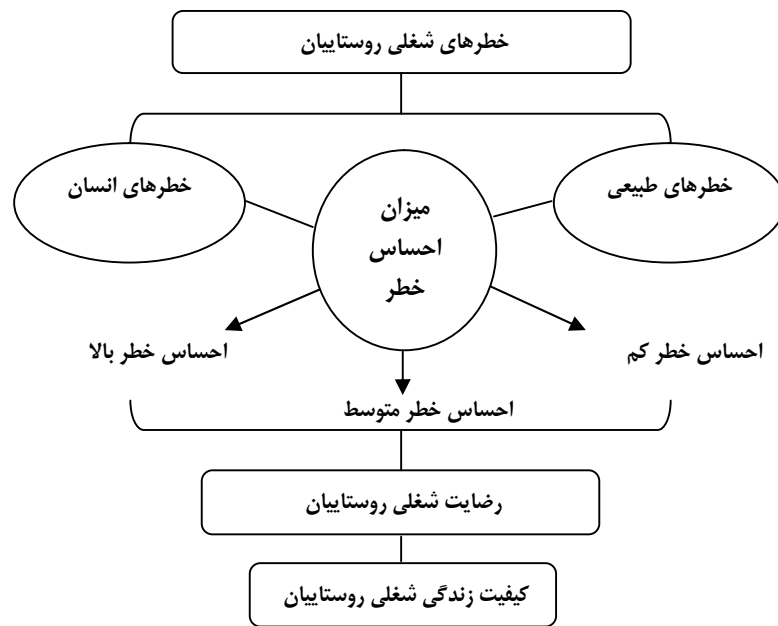 خطرهای شغلی روستاییان
خطرهای طبیعی
میزان
احساس
خطر
خطرهای انسان
احساس خطر کم
احساس خطر بالا
احساس خطر متوسط
رضایت شغلی روستاییان
کیفیت زندگی شغلی روستاییان